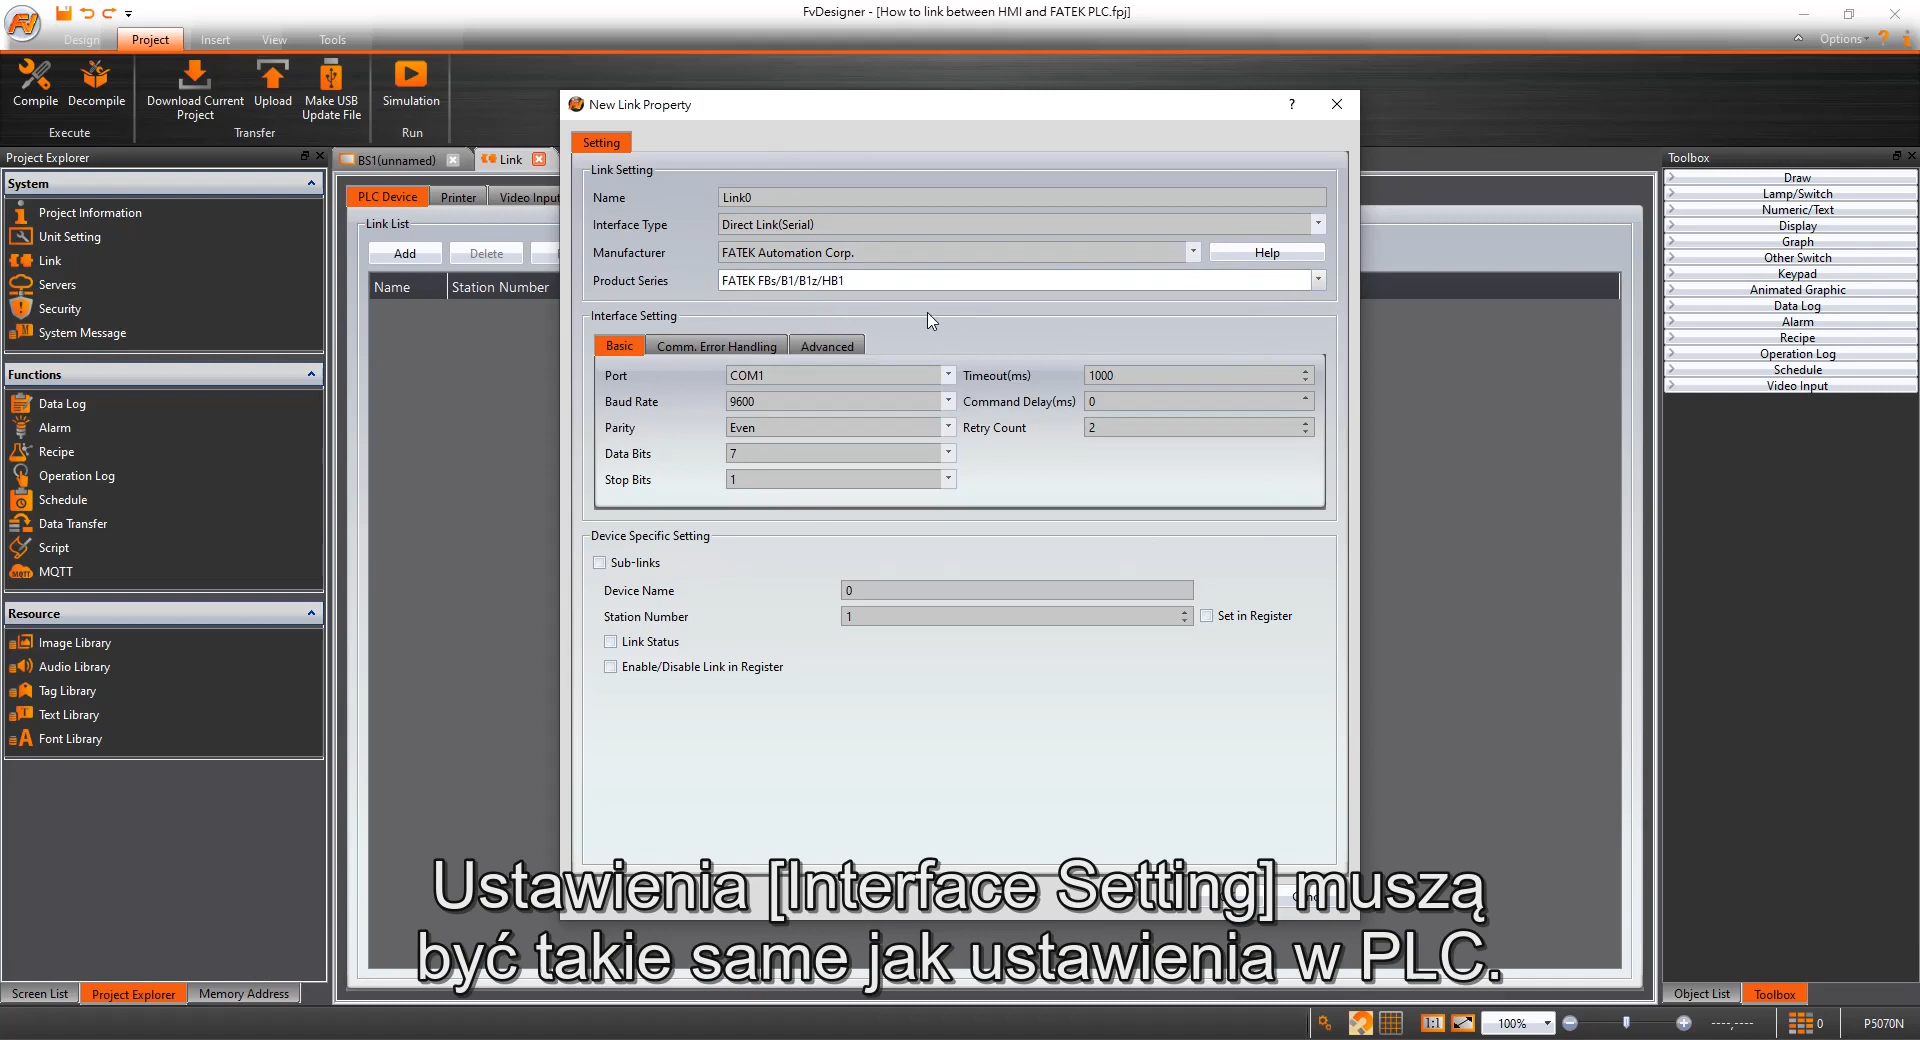 FvDesigner - [How to link between HMI and FATEK PLC.fpj]
Design Project Insert View Tools
Options
Compile Decompile Download Current Project Upload Make USB Update File Simulation
Execute Transfer Run
Project Explorer
System
Project Information
Unit Setting
Link
Servers
Security
System Message
Functions
Data Log
Alarm
Recipe
Operation Log
Schedule
Data Transfer
Script
MQTT
Resource
Image Library
Audio Library
Tag Library
Text Library
Font Library
Screen List Project Explorer Memory Address
BS1(unnamed) Link
PLC Device Printer Video Input
Link List
Add Delete
Name Station Number
New Link Property
Setting
Link Setting
Name Link0
Interface Type Direct Link(Serial)
Manufacturer FATEK Automation Corp. Help
Product Series FATEK FBs/B1/B1z/HB1
Interface Setting
Basic Comm. Error Handling Advanced
Port COM1 Timeout(ms) 1000
Baud Rate 9600 Command Delay(ms) 0
Parity Even Retry Count 2
Data Bits 7
Stop Bits 1
Device Specific Setting
Sub-links
Device Name 0
Station Number 1 Set in Register
Link Status
Enable/Disable Link in Register
Ustawienia [Interface Setting] muszą
być takie same jak ustawienia w PLC.
Toolbox
Draw
Lamp/Switch
Numeric/Text
Display
Graph
Other Switch
Keypad
Animated Graphic
Data Log
Alarm
Recipe
Operation Log
Schedule
Video Input
Object List Toolbox
1:1 100% ----,---- 0 P5070N